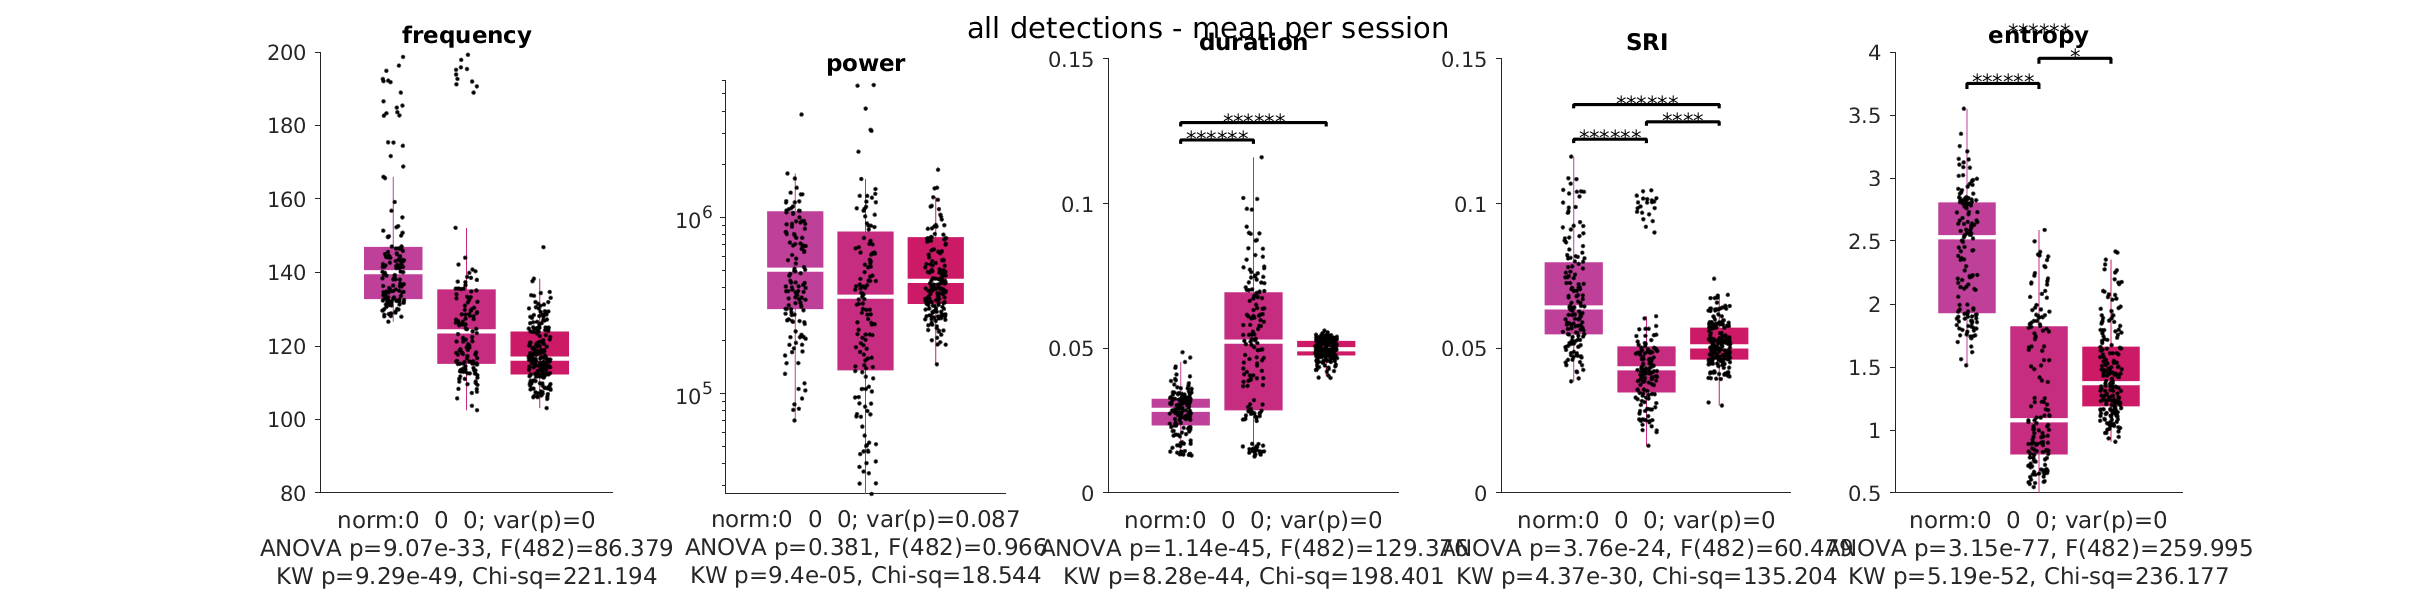 all detections - mean per session
frequency
200
180
160
140
120
100
80
norm:0 0 0; var(p)=0
ANOVA p=9.07e-33, F(482)=86.379
KW p=9.29e-49, Chi-sq=221.194
power
10^6
10^5
norm:0 0 0; var(p)=0.087
ANOVA p=0.381, F(482)=0.966
KW p=9.4e-05, Chi-sq=18.544
duration
0.15
0.1
0.05
0
******
******
norm:0 0 0; var(p)=0
ANOVA p=1.14e-45, F(482)=129.376
KW p=8.28e-44, Chi-sq=198.401
SRI
0.15
0.1
0.05
0
******
****
******
norm:0 0 0; var(p)=0
ANOVA p=3.76e-24, F(482)=60.479
KW p=4.37e-30, Chi-sq=135.204
******
entropy
*
******
4
3.5
3
2.5
2
1.5
1
0.5
norm:0 0 0; var(p)=0
ANOVA p=3.15e-77, F(482)=259.995
KW p=5.19e-52, Chi-sq=236.177